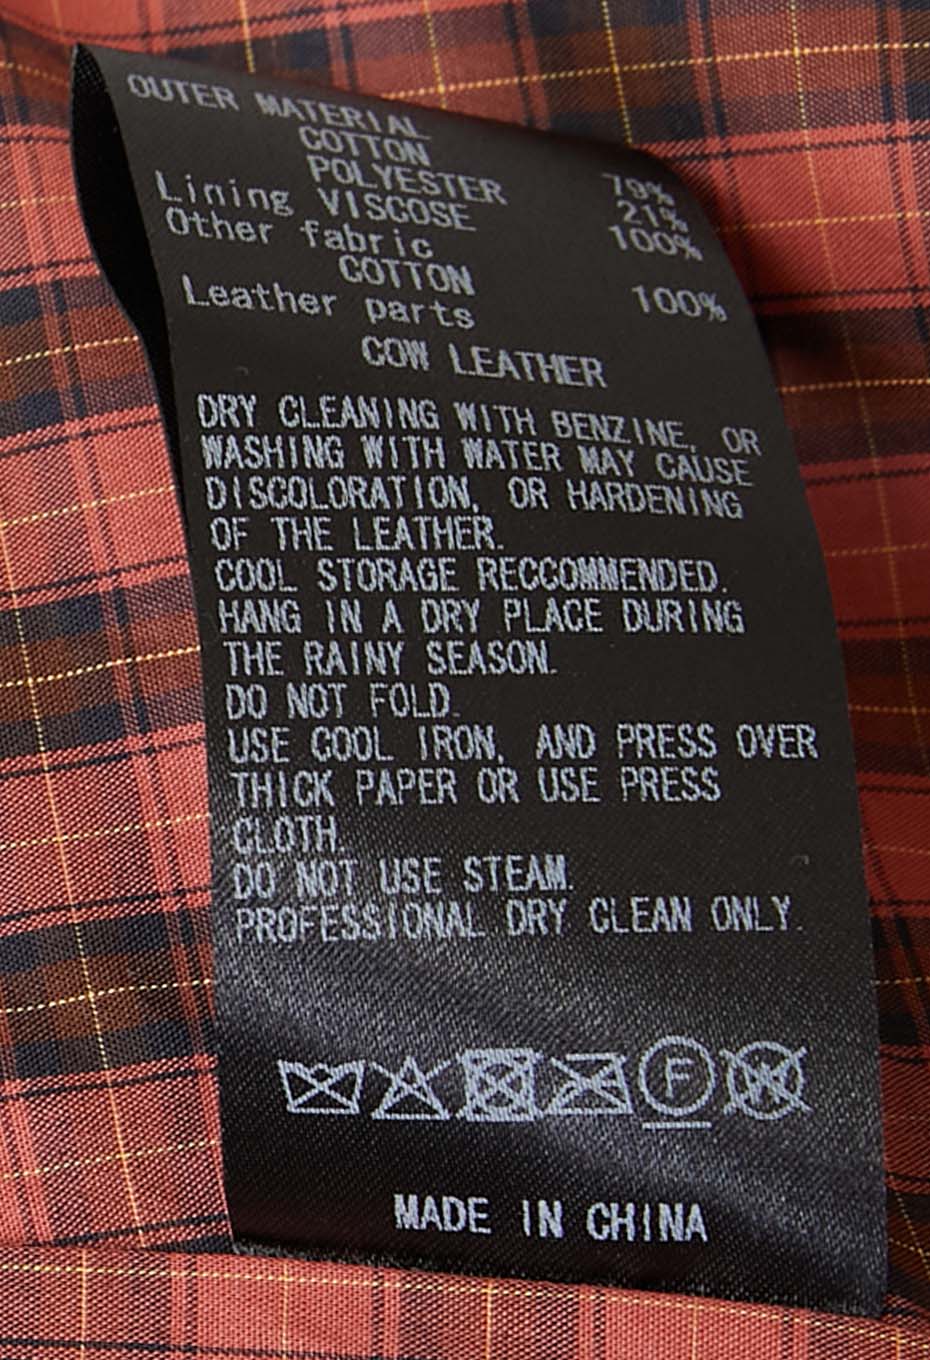 OUTER MATERIAL
COTTON 79%
POLYESTER 21%
Lining VISCOSE 100%
Other fabric
COTTON 100%
Leather parts
COW LEATHER
DRY CLEANING WITH BENZINE, OR
WASHING WITH WATER MAY CAUSE
DISCOLORATION, OR HARDENING
OF THE LEATHER.
COOL STORAGE RECCOMMENDED.
HANG IN A DRY PLACE DURING
THE RAINY SEASON.
DO NOT FOLD.
USE COOL IRON, AND PRESS OVER
THICK PAPER OR USE PRESS
CLOTH.
DO NOT USE STEAM.
PROFESSIONAL DRY CLEAN ONLY.
F W
MADE IN CHINA